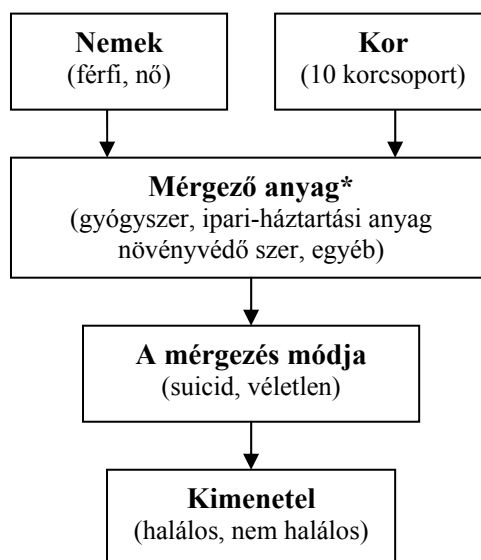 Nemek
(férfi, nő)
Kor
(10 korcsoport)
Mérgező anyag*
(gyógyszer, ipari-háztartási anyag
növényvédő szer, egyéb)
A mérgezés módja
(suicid, véletlen)
Kimenetel
(halálos, nem halálos)